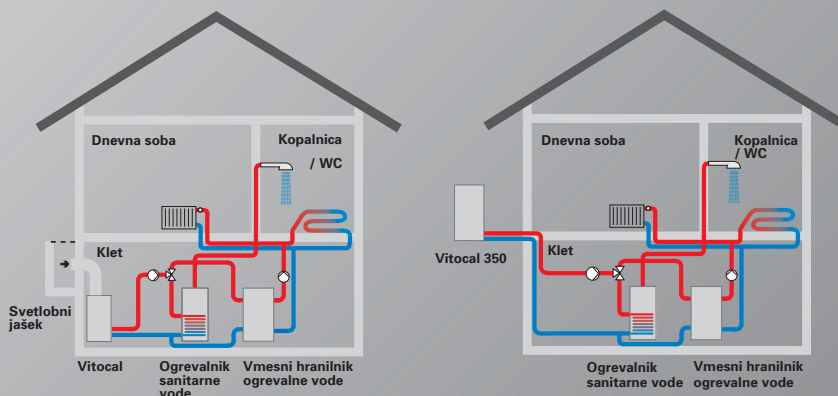 Dnevna soba
Kopalnica
/ WC
Klet
Svetlobni
jašek
Vitocal
Ogrevalnik
sanitarne
vode
Vmesni hranilnik
ogrevalne vode
Dnevna soba
Kopalnica
/ WC
Vitocal 350
Klet
Ogrevalnik
sanitarne vode
Vmesni hranilnik
ogrevalne vode